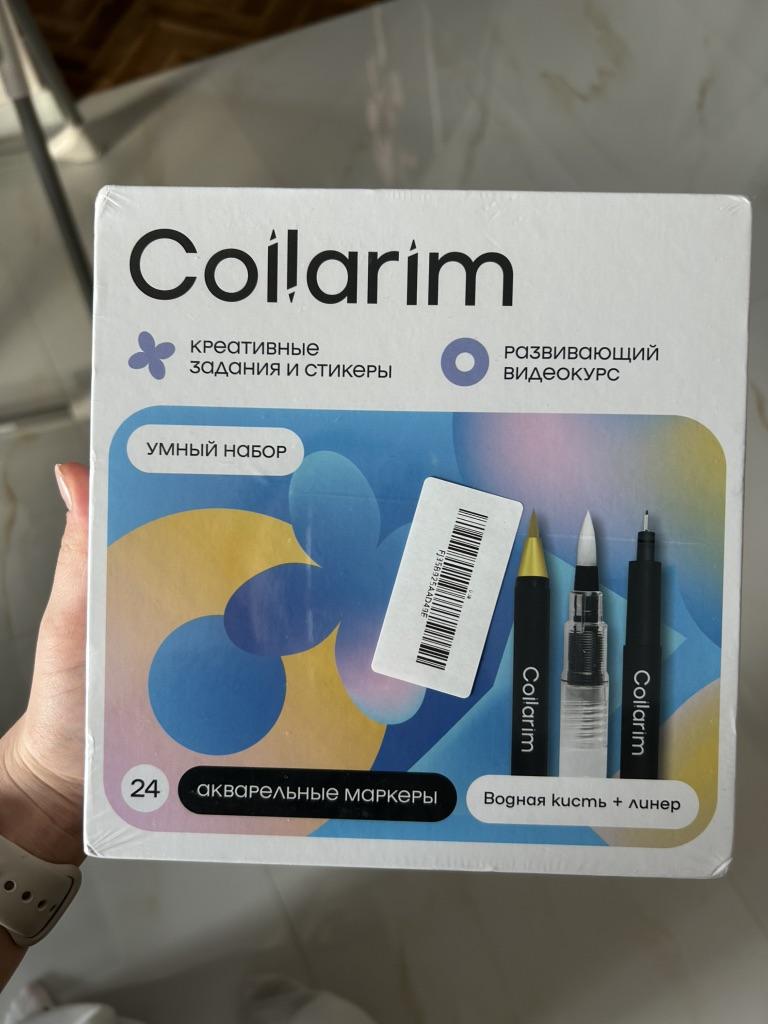 Collarim
креативные
задания и стикеры
развивающий
видеокурс
УМНЫЙ НАБОР
Collarim
Collarim
24
акварельные маркеры
Водная кисть + линер